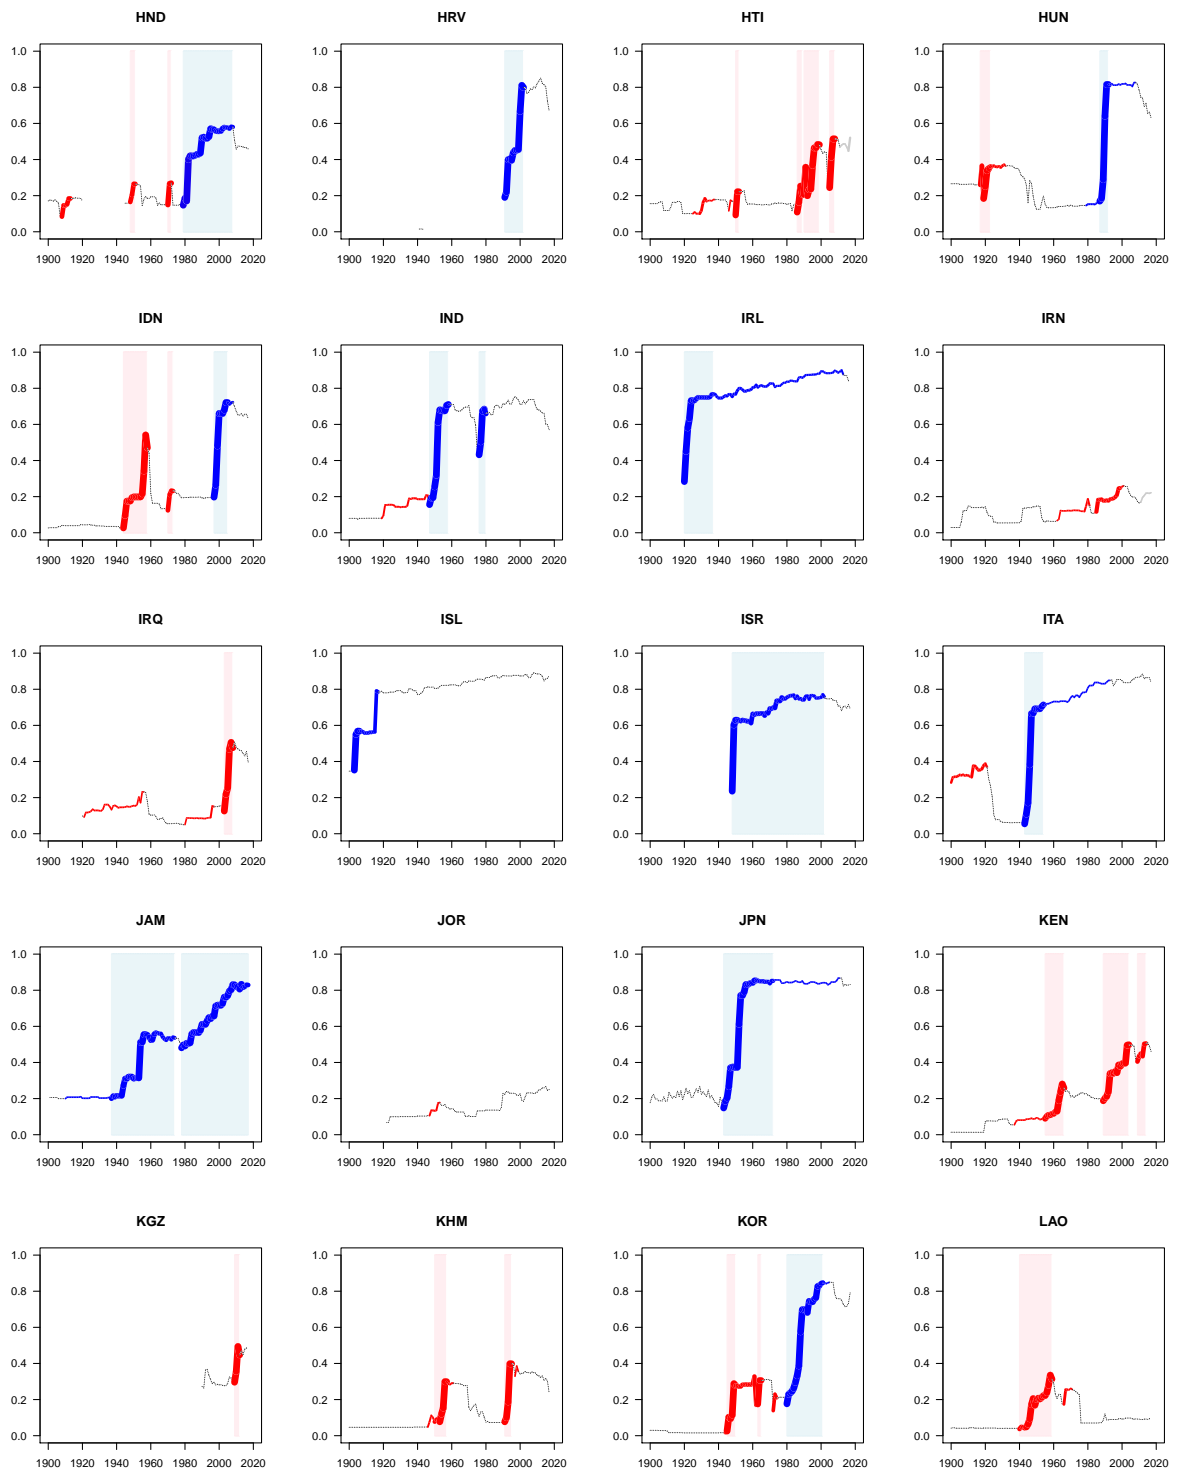 HND HRV HTI HUN
1.0 1.0 1.0 1.0
0.8 0.8 0.8 0.8
0.6 0.6 0.6 0.6
0.4 0.4 0.4 0.4
0.2 0.2 0.2 0.2
0.0 0.0 0.0 0.0
1900 1920 1940 1960 1980 2000 2020 1900 1920 1940 1960 1980 2000 2020 1900 1920 1940 1960 1980 2000 2020 1900 1920 1940 1960 1980 2000 2020
IDN IND IRL IRN
1.0 1.0 1.0 1.0
0.8 0.8 0.8 0.8
0.6 0.6 0.6 0.6
0.4 0.4 0.4 0.4
0.2 0.2 0.2 0.2
0.0 0.0 0.0 0.0
1900 1920 1940 1960 1980 2000 2020 1900 1920 1940 1960 1980 2000 2020 1900 1920 1940 1960 1980 2000 2020 1900 1920 1940 1960 1980 2000 2020
IRQ ISL ISR ITA
1.0 1.0 1.0 1.0
0.8 0.8 0.8 0.8
0.6 0.6 0.6 0.6
0.4 0.4 0.4 0.4
0.2 0.2 0.2 0.2
0.0 0.0 0.0 0.0
1900 1920 1940 1960 1980 2000 2020 1900 1920 1940 1960 1980 2000 2020 1900 1920 1940 1960 1980 2000 2020 1900 1920 1940 1960 1980 2000 2020
JAM JOR JPN KEN
1.0 1.0 1.0 1.0
0.8 0.8 0.8 0.8
0.6 0.6 0.6 0.6
0.4 0.4 0.4 0.4
0.2 0.2 0.2 0.2
0.0 0.0 0.0 0.0
1900 1920 1940 1960 1980 2000 2020 1900 1920 1940 1960 1980 2000 2020 1900 1920 1940 1960 1980 2000 2020 1900 1920 1940 1960 1980 2000 2020
KGZ KHM KOR LAO
1.0 1.0 1.0 1.0
0.8 0.8 0.8 0.8
0.6 0.6 0.6 0.6
0.4 0.4 0.4 0.4
0.2 0.2 0.2 0.2
0.0 0.0 0.0 0.0
1900 1920 1940 1960 1980 2000 2020 1900 1920 1940 1960 1980 2000 2020 1900 1920 1940 1960 1980 2000 2020 1900 1920 1940 1960 1980 2000 2020